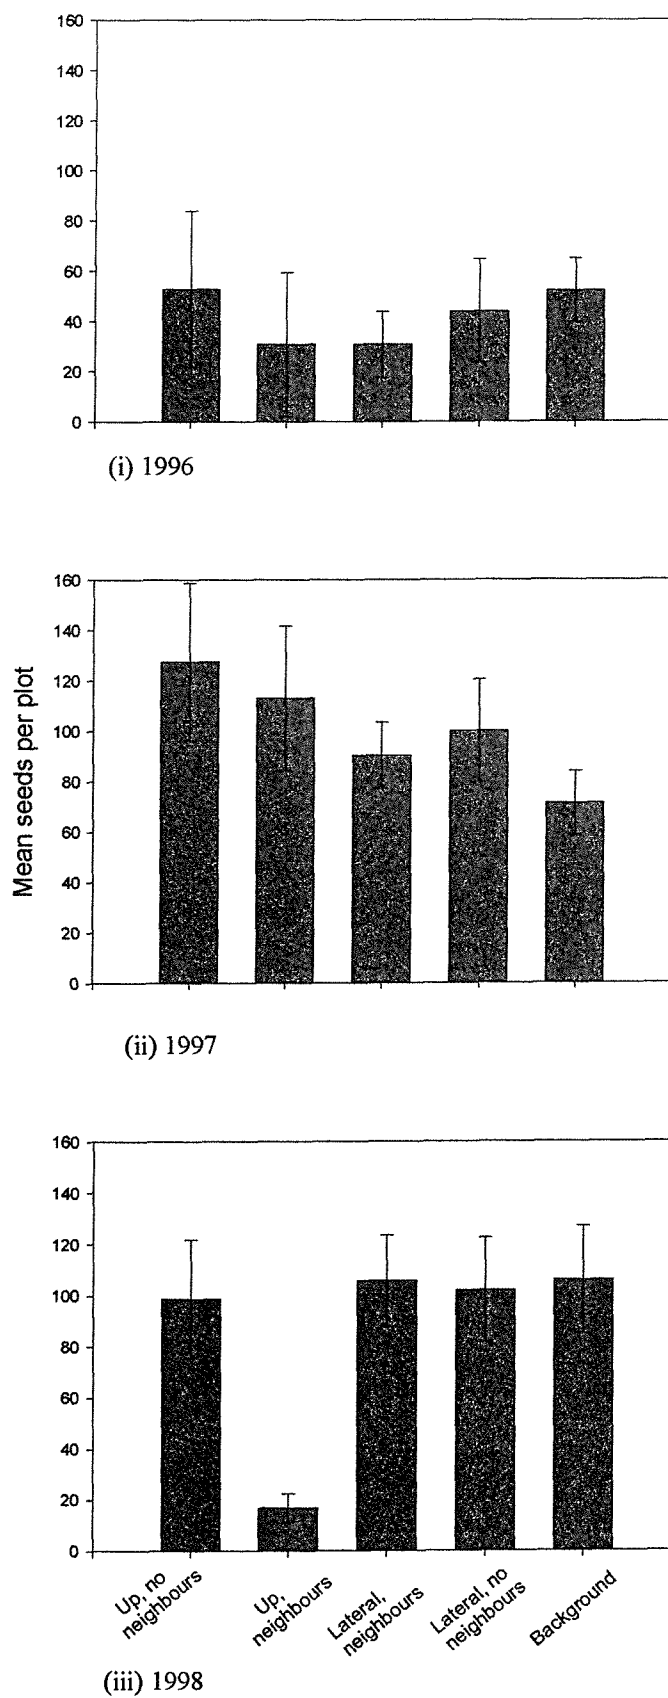 160
140
120
100
80
60
40
20
0
(i) 1996
Mean seeds per plot
160
140
120
100
80
60
40
20
0
(ii) 1997
160
140
120
100
80
60
40
20
0
Up, no
neighbours
Up,
neighbours
Lateral,
neighbours
Lateral, no
neighbours
Background
(iii) 1998